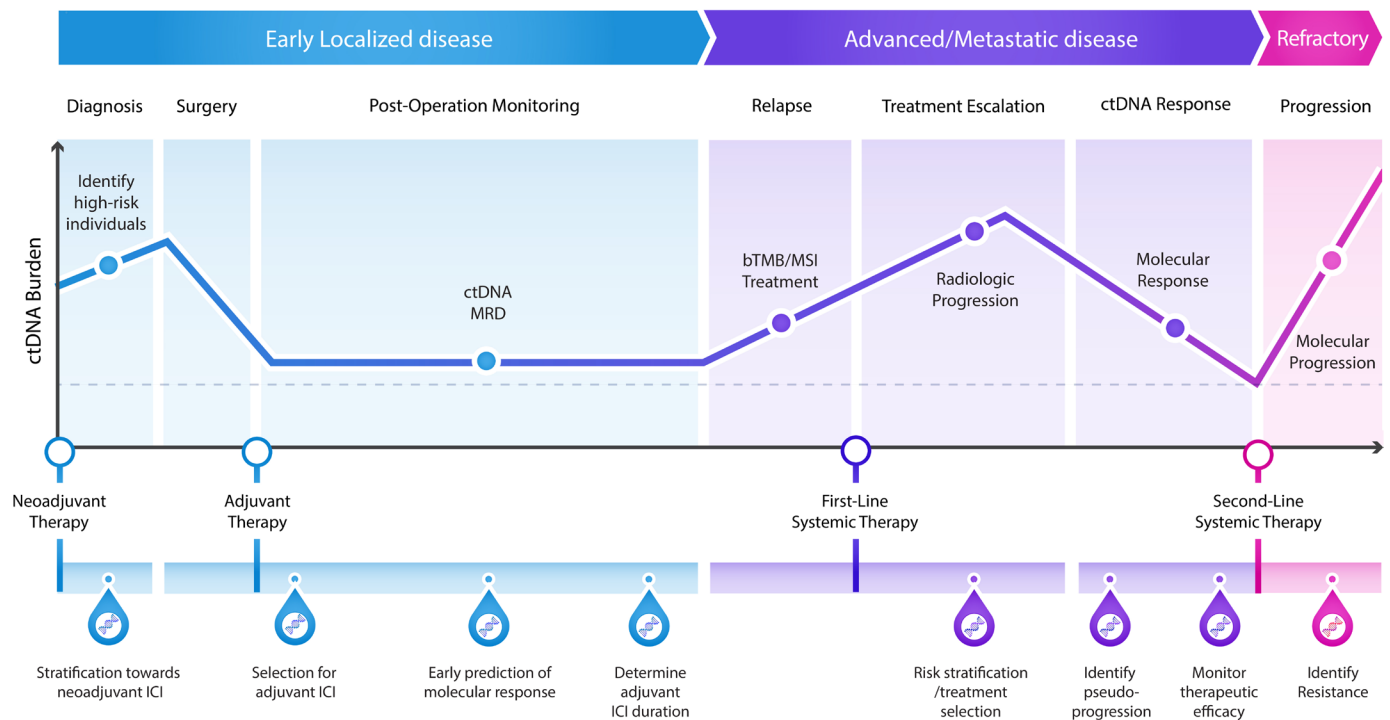 Early Localized disease
Advanced/Metastatic disease
Refractory
Diagnosis
Surgery
Post-Operation Monitoring
Relapse
Treatment Escalation
ctDNA Response
Progression
ctDNA Burden
Identify
high-risk
individuals
ctDNA
MRD
bTMB/MSI
Treatment
Radiologic
Progression
Molecular
Response
Molecular
Progression
Neoadjuvant
Therapy
Adjuvant
Therapy
First-Line
Systemic Therapy
Second-Line
Systemic Therapy
Stratification towards
neoadjuvant ICI
Selection for
adjuvant ICI
Early prediction of
molecular response
Determine
adjuvant
ICI duration
Risk stratification
/treatment
selection
Identify
pseudo-
progression
Monitor
therapeutic
efficacy
Identify
Resistance